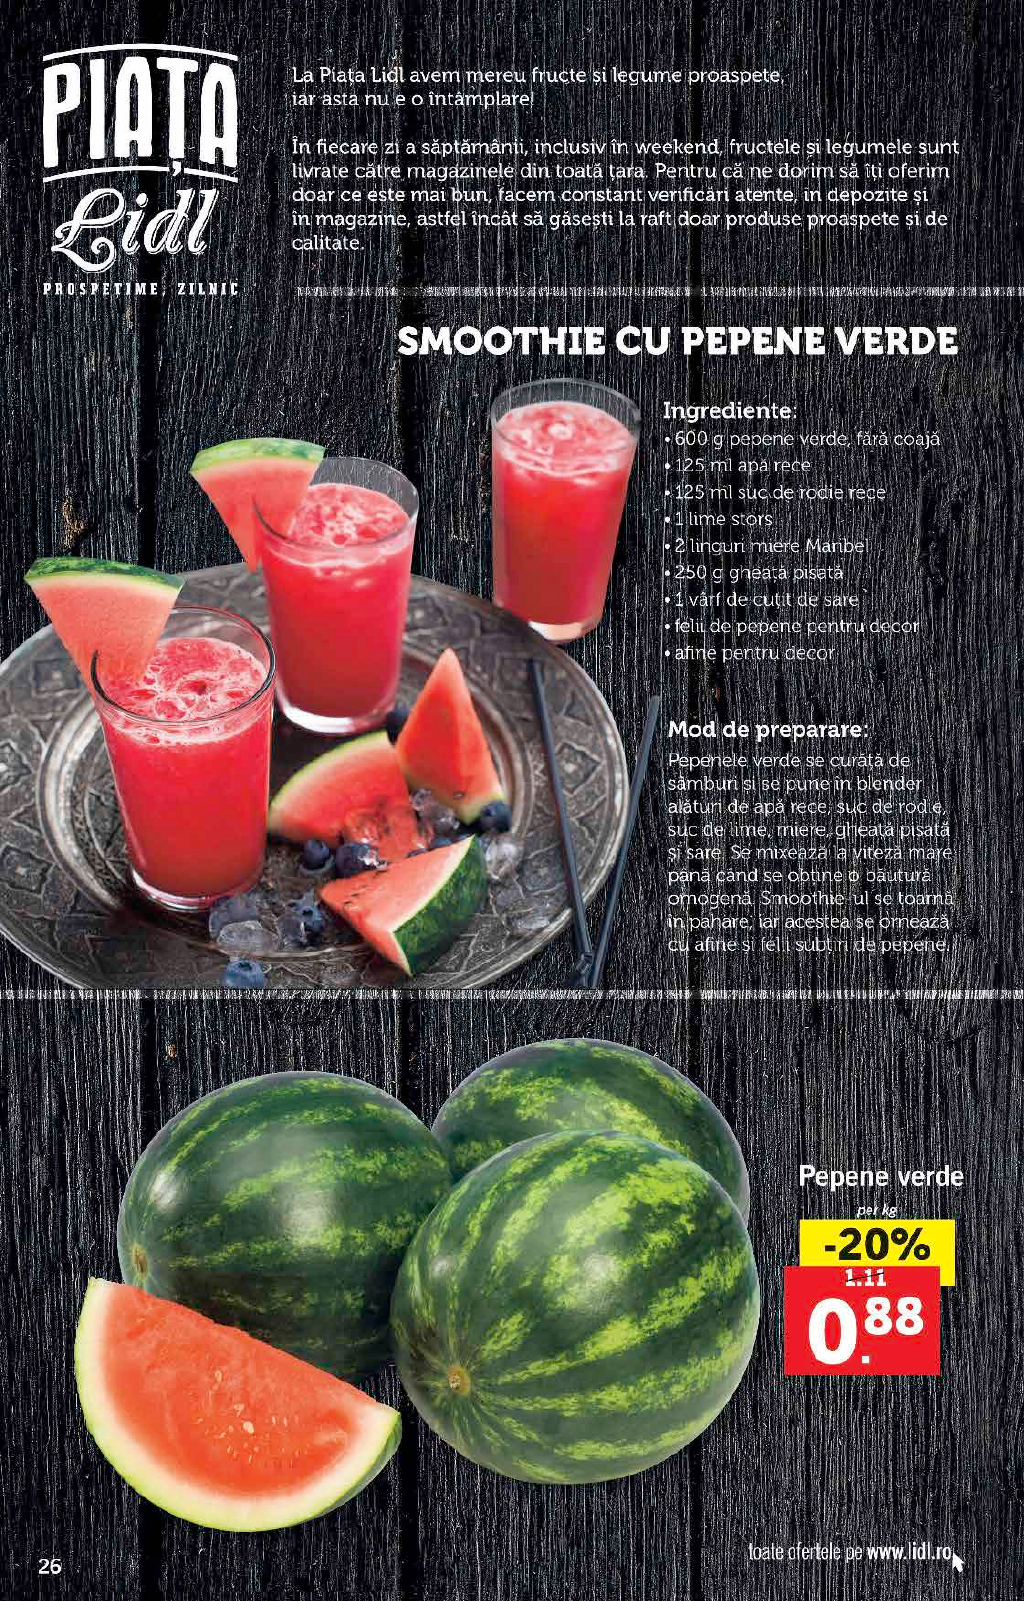 PIAȚA
Lidl
PROSPEȚIME, ZILNIC
La Piața Lidl avem mereu fructe și legume proaspete,
iar asta nu e o întâmplare!
În fiecare zi a săptămânii, inclusiv în weekend, fructele și legumele sunt
livrate către magazinele din toată țara. Pentru că ne dorim să îți oferim
doar ce este mai bun, facem constant verificări atente, in depozite și
în magazine, astfel încât să găsești la raft doar produse proaspete și de
calitate.
SMOOTHIE CU PEPENE VERDE
Ingrediente:
• 600 g pepene verde, fără coajă
• 125 ml apă rece
• 125 ml suc de rodie rece
• 1 lime stors
• 2 linguri miere Maribel
• 250 g gheață pisată
• 1 vârf de cuțit de sare
• felii de pepene pentru decor
• afine pentru decor
Mod de preparare:
Pepenele verde se curăță de
sâmburi și se pune în blender
alături de apă rece, suc de rodie,
suc de lime, miere, gheață pisată
și sare. Se mixează la viteză mare
până când se obține o băutură
omogenă. Smoothie-ul se toarnă
în pahare, iar acestea se ornează
cu afine și felii subțiri de pepene.
Pepene verde
per kg
-20%
1.11
0.88
26
toate ofertele pe www.lidl.ro